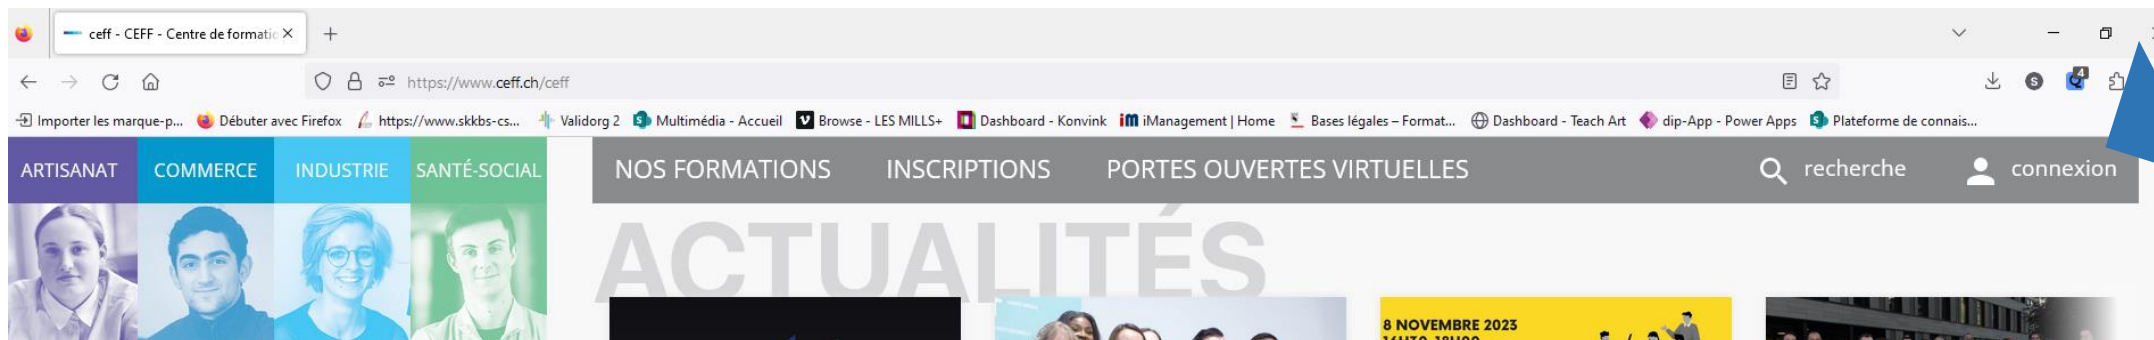 ceff - CEFF - Centre de formatio
https://www.ceff.ch/ceff
S
4
Importer les marque-p... Débuter avec Firefox https://www.skkbs-cs... Validorg 2 Multimédia - Accueil Browse - LES MILLS+ Dashboard - Konvink iManagement | Home Bases légales – Format... Dashboard - Teach Art dip-App - Power Apps Plateforme de connais...
ARTISANAT COMMERCE INDUSTRIE SANTÉ-SOCIAL NOS FORMATIONS INSCRIPTIONS PORTES OUVERTES VIRTUELLES recherche connexion
ACTUALITÉS
8 NOVEMBRE 2023